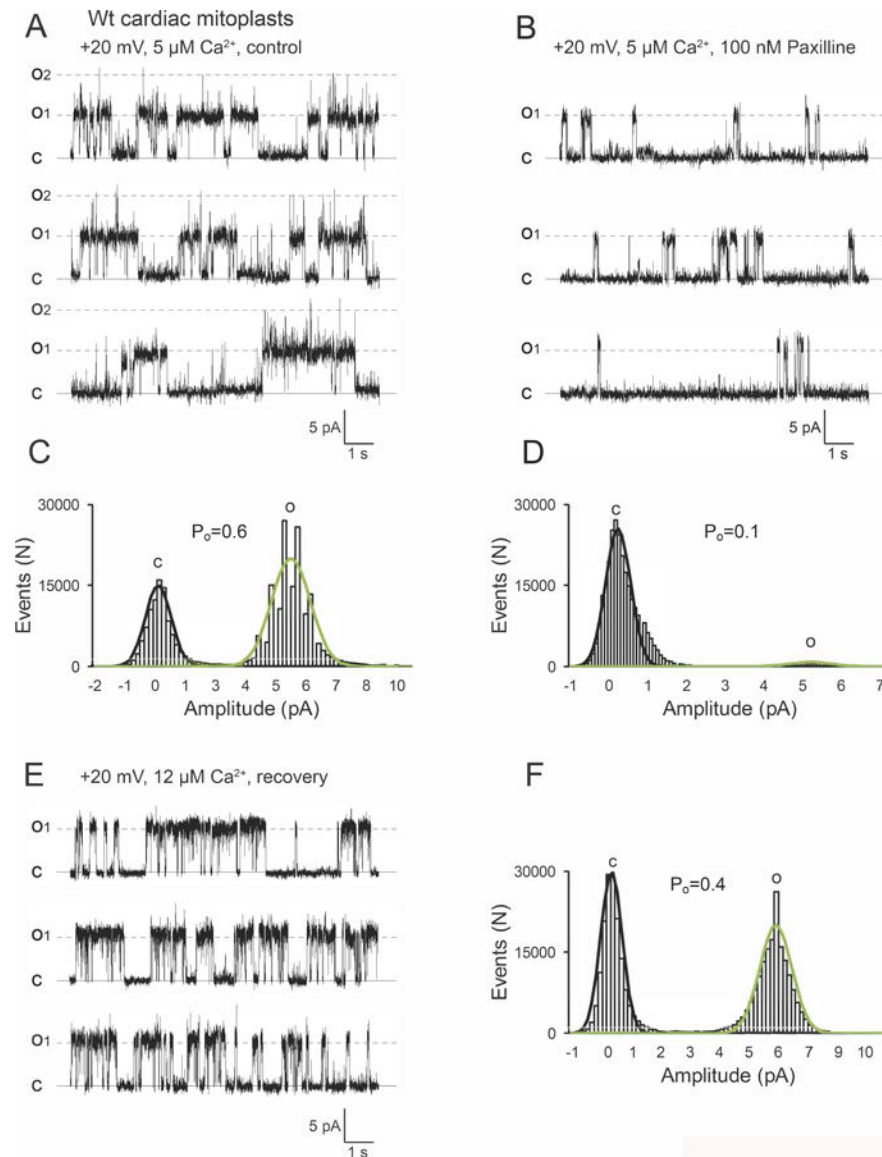 A
Wt cardiac mitoplasts
+20 mV, 5 µM Ca²⁺, control
O2
O1
C
O2
O1
C
O2
O1
C
5 pA
1 s
B
+20 mV, 5 µM Ca²⁺, 100 nM Paxilline
O1
C
O1
C
O1
C
5 pA
1 s
C
30000
15000
0
Events (N)
C
Pₒ=0.6
O
-2 -1 0 1 2 3 4 5 6 7 8 9 10
Amplitude (pA)
D
30000
15000
0
Events (N)
C
Pₒ=0.1
O
-1 0 1 2 3 4 5 6 7
Amplitude (pA)
E
+20 mV, 12 µM Ca²⁺, recovery
O1
C
O1
C
O1
C
5 pA
1 s
F
30000
15000
0
Events (N)
C
Pₒ=0.4
O
-1 0 1 2 3 4 5 6 7 8 9 10
Amplitude (pA)